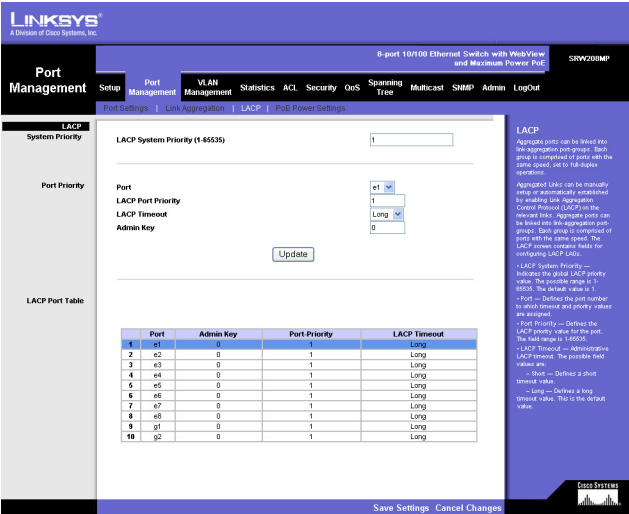 LINKSYS®
A Division of Cisco Systems, Inc.
8-port 10/100 Ethernet Switch with WebView
and Maximum Power PoE
SRW208MP
Port
Management
Setup
Port
Management
VLAN
Management
Statistics
ACL
Security
QoS
Spanning
Tree
Multicast
SNMP
Admin
LogOut
Port Settings | Link Aggregation | LACP | PoE Power Settings
LACP
System Priority
LACP System Priority (1-65535)
1
Port Priority
Port
e1
LACP Port Priority
1
LACP Timeout
Long
Admin Key
0
Update
LACP Port Table
Port Admin Key Port-Priority LACP Timeout
1 e1 0 1 Long
2 e2 0 1 Long
3 e3 0 1 Long
4 e4 0 1 Long
5 e5 0 1 Long
6 e6 0 1 Long
7 e7 0 1 Long
8 e8 0 1 Long
9 g1 0 1 Long
10 g2 0 1 Long
LACP
Aggregate ports can be linked into
link-aggregation port-groups. Each
group is comprised of ports with the
same speed, set to full-duplex
operations.
Aggregated Links can be manually
setup or automatically established
by enabling Link Aggregation
Control Protocol (LACP) on the
relevant links. Aggregate ports can
be linked into link-aggregation port-
groups. Each group is comprised of
ports with the same speed. The
LACP screen contains fields for
configuring LACP LAGs.
• LACP System Priority —
Indicates the global LACP priority
value. The possible range is 1-
65535. The default value is 1.
• Port — Defines the port number
to which timeout and priority values
are assigned.
• Port Priority — Defines the
LACP priority value for the port.
The field range is 1-65535.
• LACP Timeout — Administrative
LACP timeout. The possible field
values are:
– Short — Defines a short
timeout value.
– Long — Defines a long
timeout value. This is the default
value.
Save Settings Cancel Changes
CISCO SYSTEMS